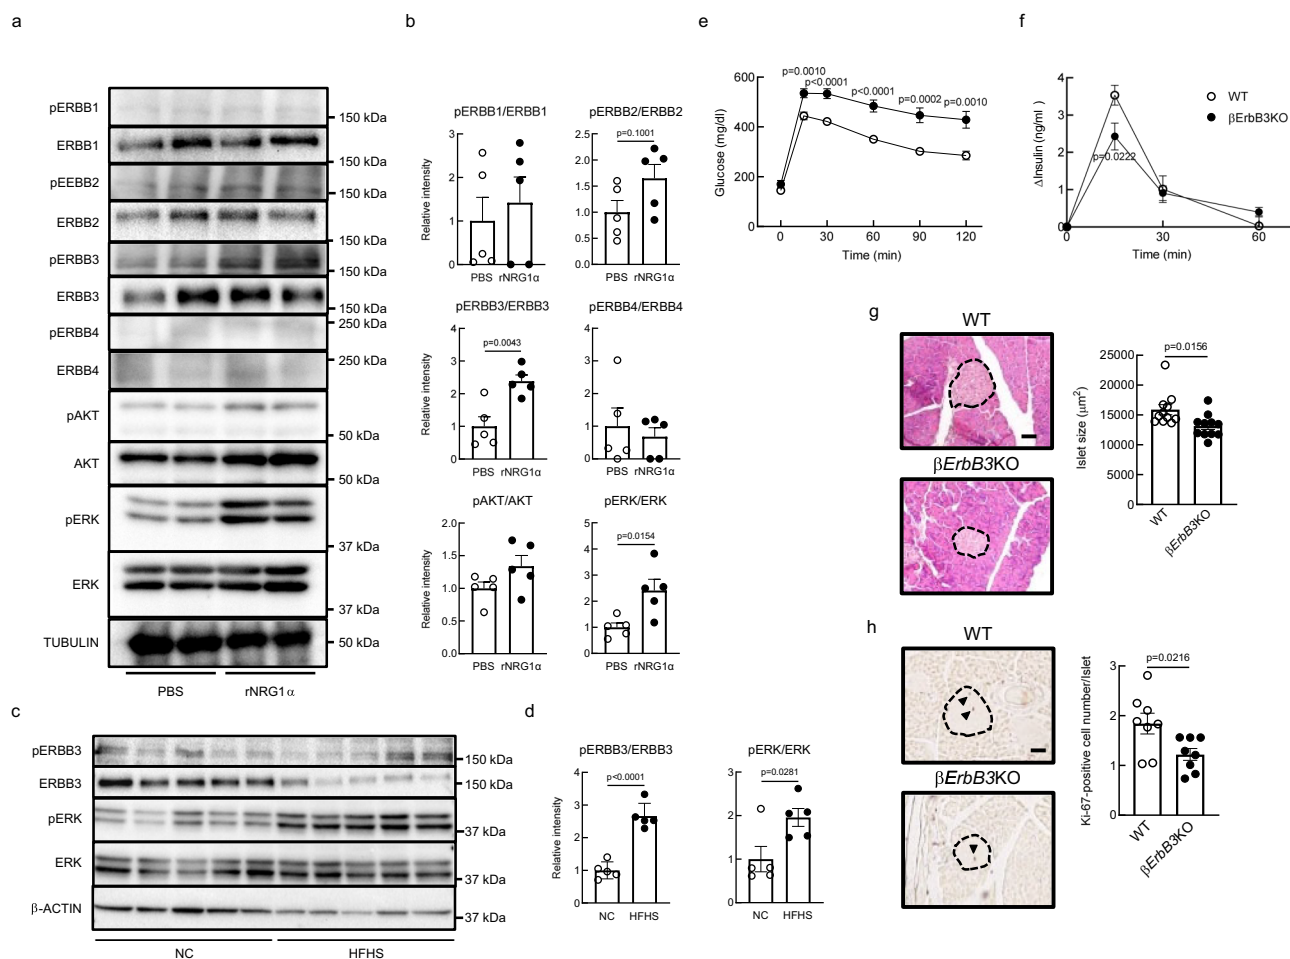 a
pERBB1
150 kDa
ERBB1
150 kDa
pEEBB2
150 kDa
ERBB2
150 kDa
pERBB3
150 kDa
ERBB3
150 kDa
pERBB4
250 kDa
ERBB4
250 kDa
pAKT
50 kDa
AKT
50 kDa
pERK
37 kDa
ERK
37 kDa
TUBULIN
50 kDa
PBS rNRG1α
b
pERBB1/ERBB1
Relative intensity
3
2
1
0
PBS rNRG1α
pERBB2/ERBB2
p=0.1001
2.5
2.0
1.5
1.0
0.5
0.0
PBS rNRG1α
pERBB3/ERBB3
p=0.0043
Relative intensity
4
3
2
1
0
PBS rNRG1α
pERBB4/ERBB4
4
3
2
1
0
PBS rNRG1α
pAKT/AKT
Relative intensity
2.0
1.5
1.0
0.5
0.0
PBS rNRG1α
pERK/ERK
p=0.0154
5
4
3
2
1
0
PBS rNRG1α
c
pERBB3
150 kDa
ERBB3
150 kDa
pERK
37 kDa
ERK
37 kDa
β-ACTIN
37 kDa
NC HFHS
d
pERBB3/ERBB3
p<0.0001
Relative intensity
4
3
2
1
0
NC HFHS
pERK/ERK
p=0.0281
3
2
1
0
NC HFHS
e
Glucose (mg/dl)
600
400
200
0
p=0.0010
p<0.0001
p<0.0001
p=0.0002
p=0.0010
0 30 60 90 120
Time (min)
f
ΔInsulin (ng/ml)
4
3
2
1
0
p=0.0222
0 30 60
Time (min)
WT
βErbB3KO
g
WT
βErbB3KO
p=0.0156
Islet size (μm²)
25000
20000
15000
10000
5000
0
WT
βErbB3KO
h
WT
βErbB3KO
p=0.0216
Ki-67-positive cell number/Islet
3
2
1
0
WT
βErbB3KO